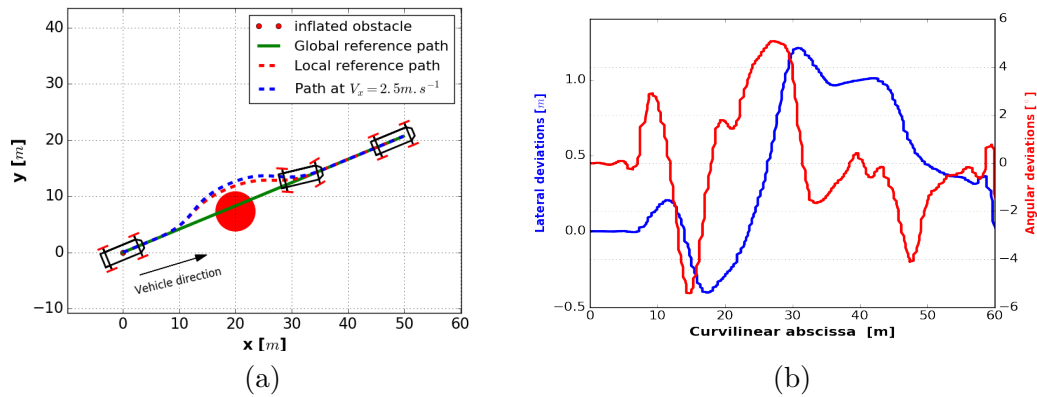 40
30
20
10
0
−10
y [m]
0
10
20
30
40
50
60
x [m]
inflated obstacle
Global reference path
Local reference path
Path at V_x = 2.5m.s^{-1}
Vehicle direction
(a)
1.0
0.5
0.0
−0.5
Lateral deviations [m]
6
4
2
0
−2
−4
−6
Angular deviations [°]
0
10
20
30
40
50
60
Curvilinear abscissa [m]
(b)